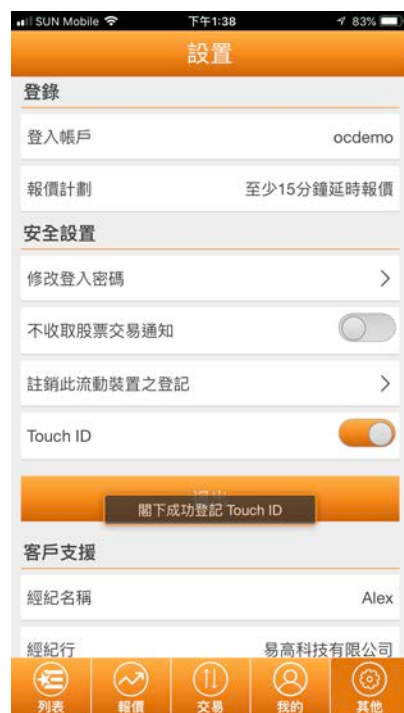 SUN Mobile 下午1:38 83%
設置
登錄
登入帳戶 ocdemo
報價計劃 至少15分鐘延時報價
安全設置
修改登入密碼
不收取股票交易通知
註銷此流動裝置之登記
Touch ID
閣下成功登記 Touch ID
客戶支援
經紀名稱 Alex
經紀行 易高科技有限公司
列表 報價 交易 我的 其他